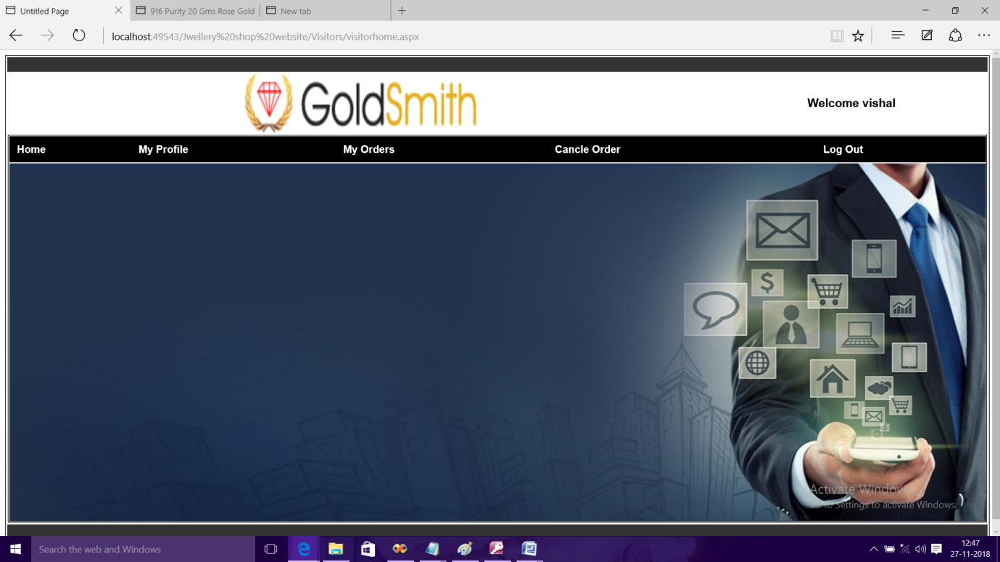 Untitled Page
916 Purity 20 Gms Rose Gold
New tab
localhost:49543/Jwellery%20shop%20website/Visitors/visitorhome.aspx
GoldSmith
Welcome vishal
Home My Profile My Orders Cancle Order Log Out
$
$
Activate Windows
Go to Settings to activate Windows.
Search the web and Windows
12:47
27-11-2018